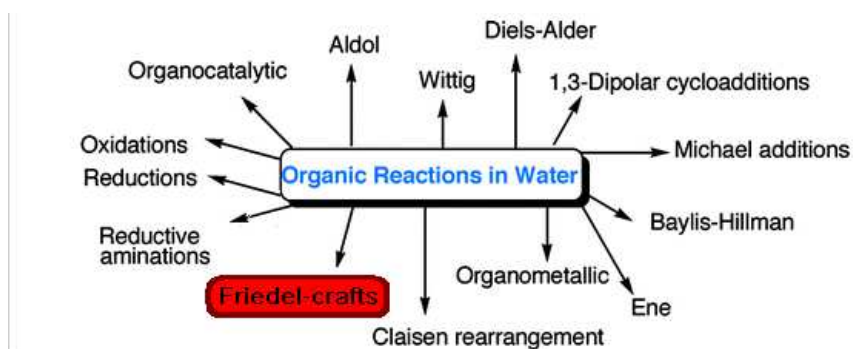 Diels-Alder
Aldol
Organocatalytic
Wittig
1,3-Dipolar cycloadditions
Oxidations
Michael additions
Reductions
Organic Reactions in Water
Baylis-Hillman
Reductive
aminations
Organometallic
Friedel-crafts
Ene
Claisen rearrangement